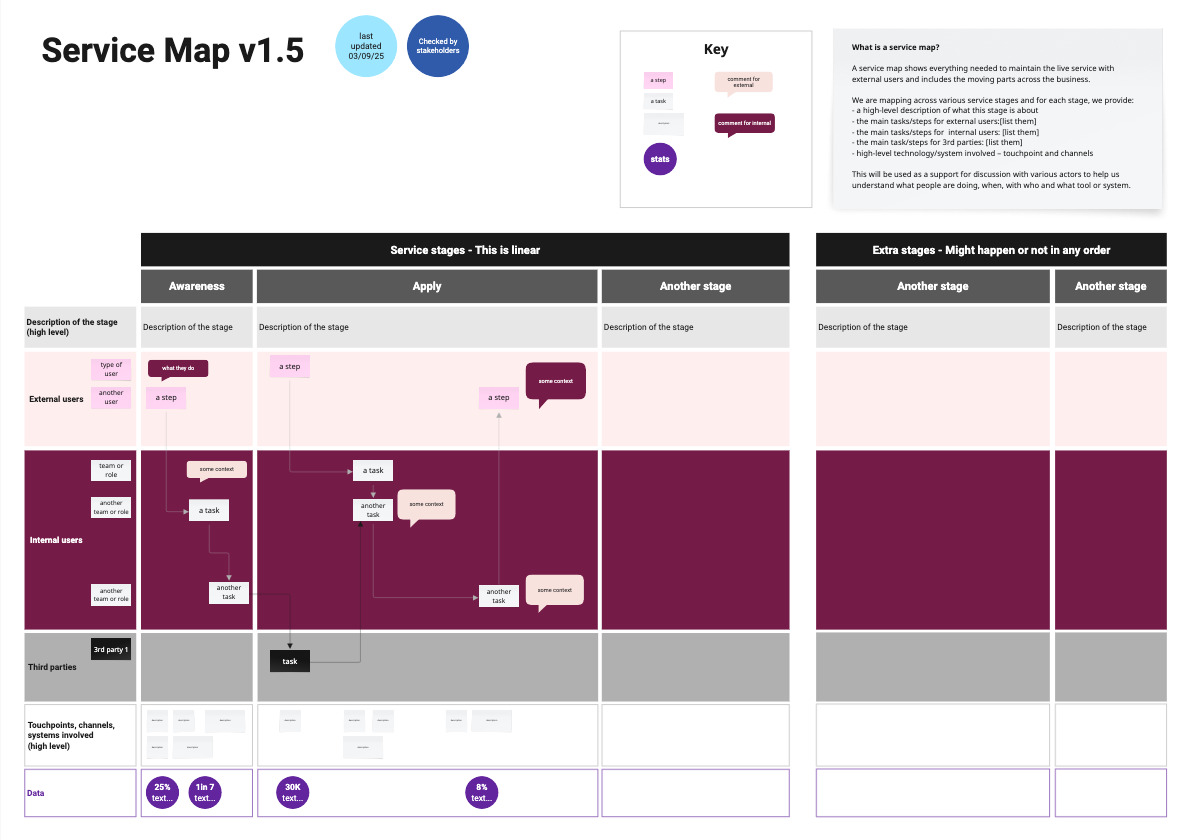 Service Map v1.5
last
updated
03/09/25
Checked by
stakeholders
Key
a step
a task
stats
comment for
external
comment for internal
What is a service map?
A service map shows everything needed to maintain the live service with
external users and includes the moving parts across the business.
We are mapping across various service stages and for each stage, we provide:
- a high-level description of what this stage is about
- the main tasks/steps for external users:[list them]
- the main tasks/steps for  internal users: [list them]
- the main task/steps for 3rd parties: [list them]
- high-level technology/system involved – touchpoint and channels
This will be used as a support for discussion with various actors to help us
understand what people are doing, when, with who and what tool or system.
Service stages - This is linear
Extra stages - Might happen or not in any order
Awareness
Apply
Another stage
Another stage
Another stage
Description of the stage
(high level)
Description of the stage
Description of the stage
Description of the stage
Description of the stage
Description of the stage
External users
type of
user
another
user
what they do
a step
a step
a step
some context
Internal users
team or
role
another
team or role
another
team or role
some context
a task
another
task
a task
another
task
some context
another
task
some context
Third parties
3rd party 1
task
Touchpoints, channels,
systems involved
(high level)
Data
25%
text...
1in 7
text...
30K
text...
8%
text...